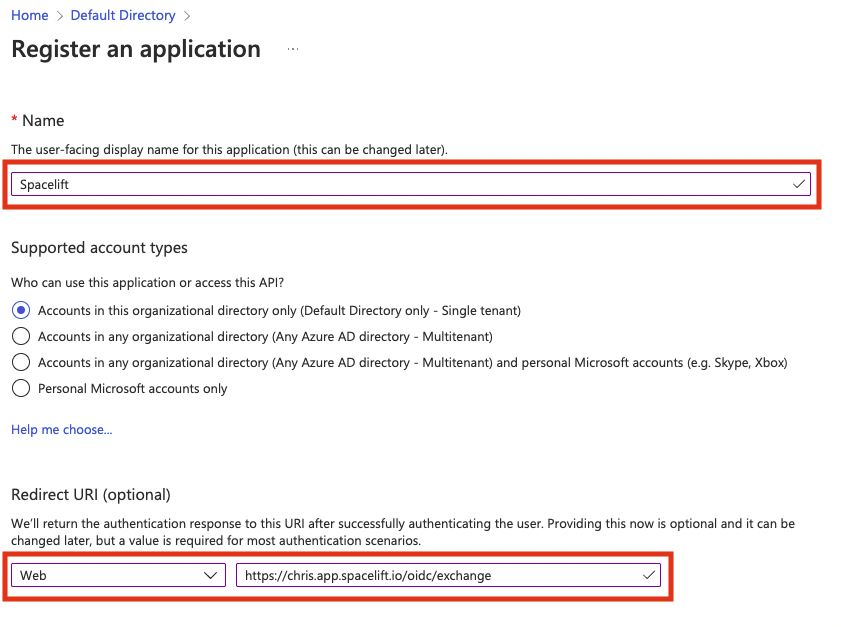 Home > Default Directory >
Register an application ...
* Name
The user-facing display name for this application (this can be changed later).
Spacelift
Supported account types
Who can use this application or access this API?
Accounts in this organizational directory only (Default Directory only - Single tenant)
Accounts in any organizational directory (Any Azure AD directory - Multitenant)
Accounts in any organizational directory (Any Azure AD directory - Multitenant) and personal Microsoft accounts (e.g. Skype, Xbox)
Personal Microsoft accounts only
Help me choose...
Redirect URI (optional)
We'll return the authentication response to this URI after successfully authenticating the user. Providing this now is optional and it can be
changed later, but a value is required for most authentication scenarios.
Web https://chris.app.spacelift.io/oidc/exchange